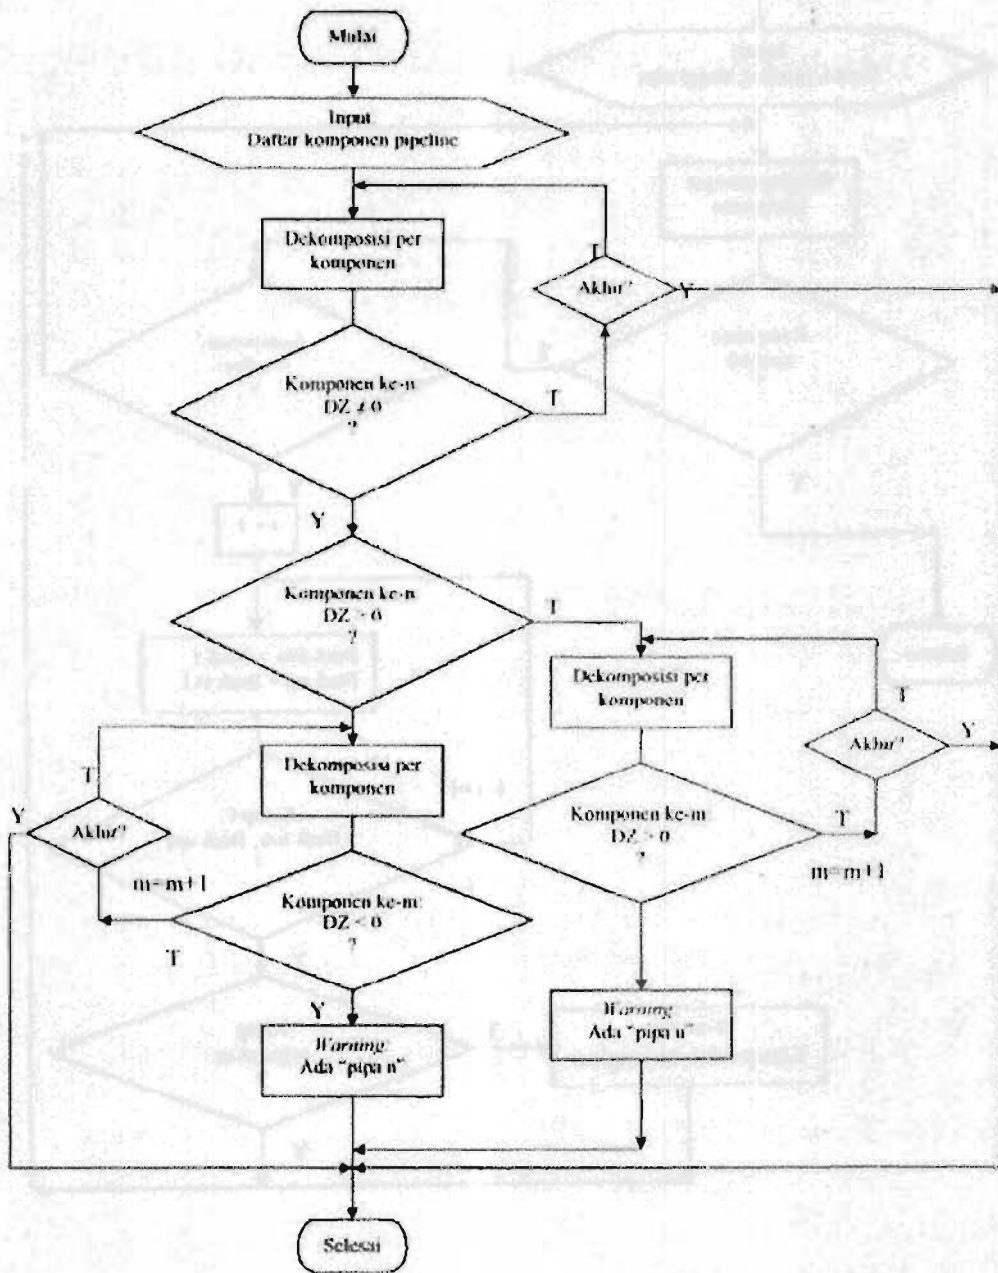 Mulai
Input
Daftar komponen pipeline
Dekomposisi per
komponen
T
Akhir?
Y
Komponen ke-n
DZ ≠ 0
?
T
Y
Komponen ke-n
DZ > 0
?
T
Dekomposisi per
komponen
T
Akhir?
Y
Dekomposisi per
komponen
T
Y
Akhir?
Komponen ke-m:
DZ > 0
?
T
m=m+1
m=m+1
Komponen ke-m:
DZ < 0
?
T
Y
Warning:
Ada "pipa n"
Warning:
Ada "pipa n"
Selesai